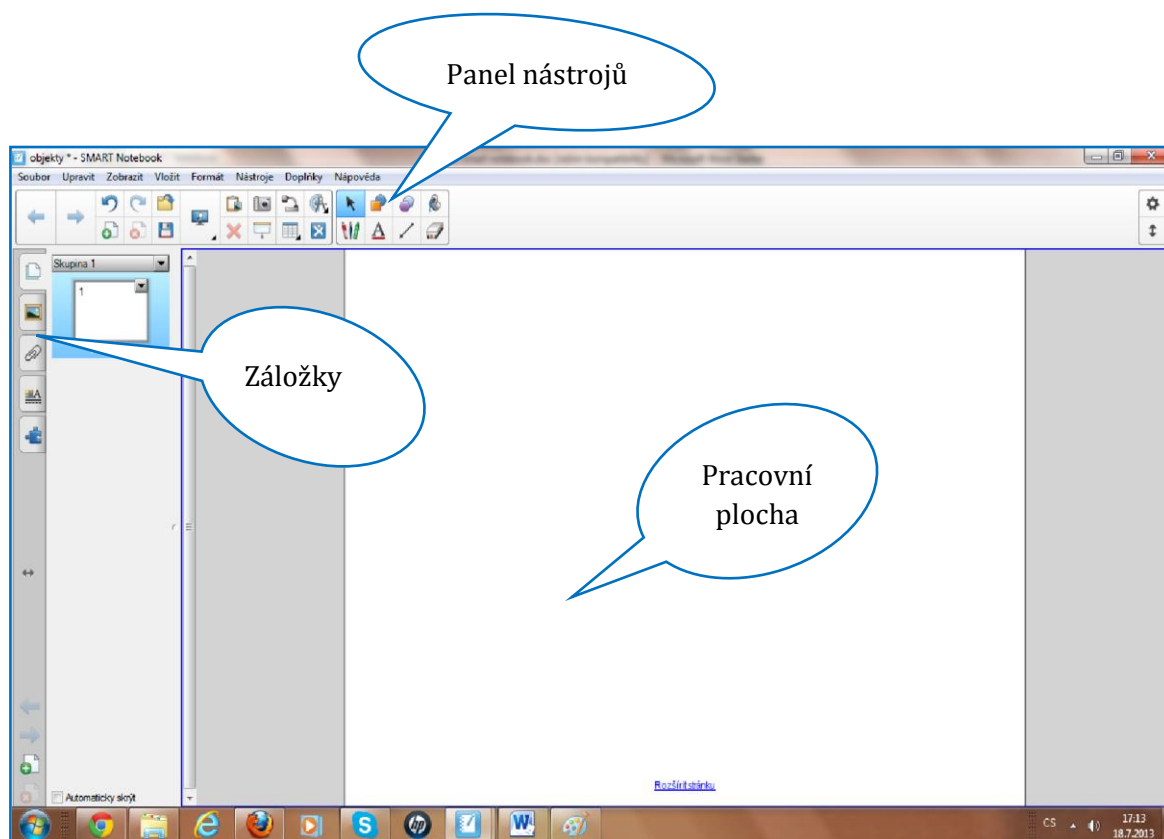 Panel nástrojů
objekty * - SMART Notebook
Soubor Upravit Zobrazit Vložit Formát Nástroje Doplňky Nápověda
Skupina 1
1
Záložky
Pracovní
plocha
Rozšířit stránku
Automaticky skrýt
CS
17:13
18.7.2013